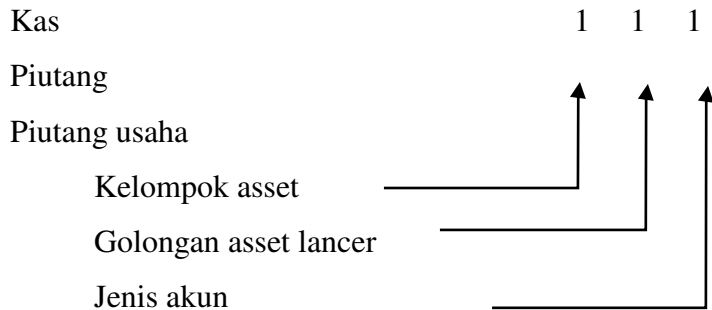 Kas 1 1 1
Piutang
Piutang usaha
Kelompok asset
Golongan asset lancer
Jenis akun